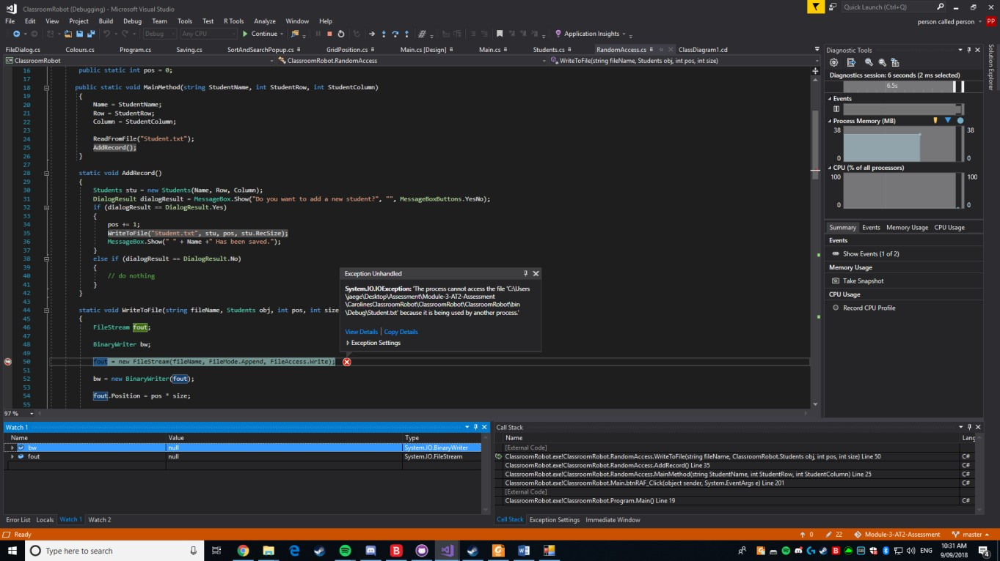 ClassroomRobot (Debugging) - Microsoft Visual Studio
Quick Launch (Ctrl+Q)
File Edit View Project Build Debug Team Tools Test R Tools Analyze Window Help
person called person PP
Debug Any CPU Continue Application Insights
FileDialog.cs Colours.cs Program.cs Saving.cs SortAndSearchPopup.cs GridPosition.cs Main.cs [Design] Main.cs Students.cs RandomAccess.cs ClassDiagram1.cd
ClassroomRobot ClassroomRobot.RandomAccess WriteToFile(string fileName, Students obj, int pos, int size)
16 public static int pos = 0;
17
18 public static void MainMethod(string StudentName, int StudentRow, int StudentColumn)
19 {
20 Name = StudentName;
21 Row = StudentRow;
22 Column = StudentColumn;
23
24 ReadFromFile("Student.txt");
25 AddRecord();
26 }
27
28 static void AddRecord()
29 {
30 Students stu = new Students(Name, Row, Column);
31 DialogResult dialogResult = MessageBox.Show("Do you want to add a new student?", "", MessageBoxButtons.YesNo);
32 if (dialogResult == DialogResult.Yes)
33 {
34 pos += 1;
35 WriteToFile("Student.txt", stu, pos, stu.RecSize);
36 MessageBox.Show(" " + Name +" Has been saved.");
37 }
38 else if (dialogResult == DialogResult.No)
39 {
40 // do nothing
41 }
42 }
43
44 static void WriteToFile(string fileName, Students obj, int pos, int size
45 {
46 FileStream fout;
47
48 BinaryWriter bw;
49
50 fout = new FileStream(fileName, FileMode.Append, FileAccess.Write);
51
52 bw = new BinaryWriter(fout);
53
54 fout.Position = pos * size;
55
97 %
Exception Unhandled
System.IO.IOException: 'The process cannot access the file 'C:\Users
\jaege\Desktop\Assessment\Module-3-AT2-Assessment
\CarolinesClassroomRobot\ClassroomRobot\ClassroomRobot\bin
\Debug\Student.txt' because it is being used by another process.'
View Details | Copy Details
Exception Settings
Diagnostic Tools
Solution Explorer
Diagnostics session: 6 seconds (2 ms selected)
6.5s
Events
Process Memory (MB)
38 38
0 0
CPU (% of all processors)
100 100
0 0
Summary Events Memory Usage CPU Usage
Events
Show Events (1 of 2)
Memory Usage
Take Snapshot
CPU Usage
Record CPU Profile
Watch 1
Name Value Type
bw null System.IO.BinaryWriter
fout null System.IO.FileStream
Error List Locals Watch 1 Watch 2
Call Stack
Name Lang
[External Code]
ClassroomRobot.exe!ClassroomRobot.RandomAccess.WriteToFile(string fileName, ClassroomRobot.Students obj, int pos, int size) Line 50 C#
ClassroomRobot.exe!ClassroomRobot.RandomAccess.AddRecord() Line 35 C#
ClassroomRobot.exe!ClassroomRobot.RandomAccess.MainMethod(string StudentName, int StudentRow, int StudentColumn) Line 25 C#
ClassroomRobot.exe!ClassroomRobot.Main.btnRAF_Click(object sender, System.EventArgs e) Line 201 C#
[External Code]
ClassroomRobot.exe!ClassroomRobot.Program.Main() Line 19 C#
Call Stack Exception Settings Immediate Window
Ready 0 22 Module-3-AT2-Assessment master
Type here to search
ENG
10:31 AM
9/09/2018
4